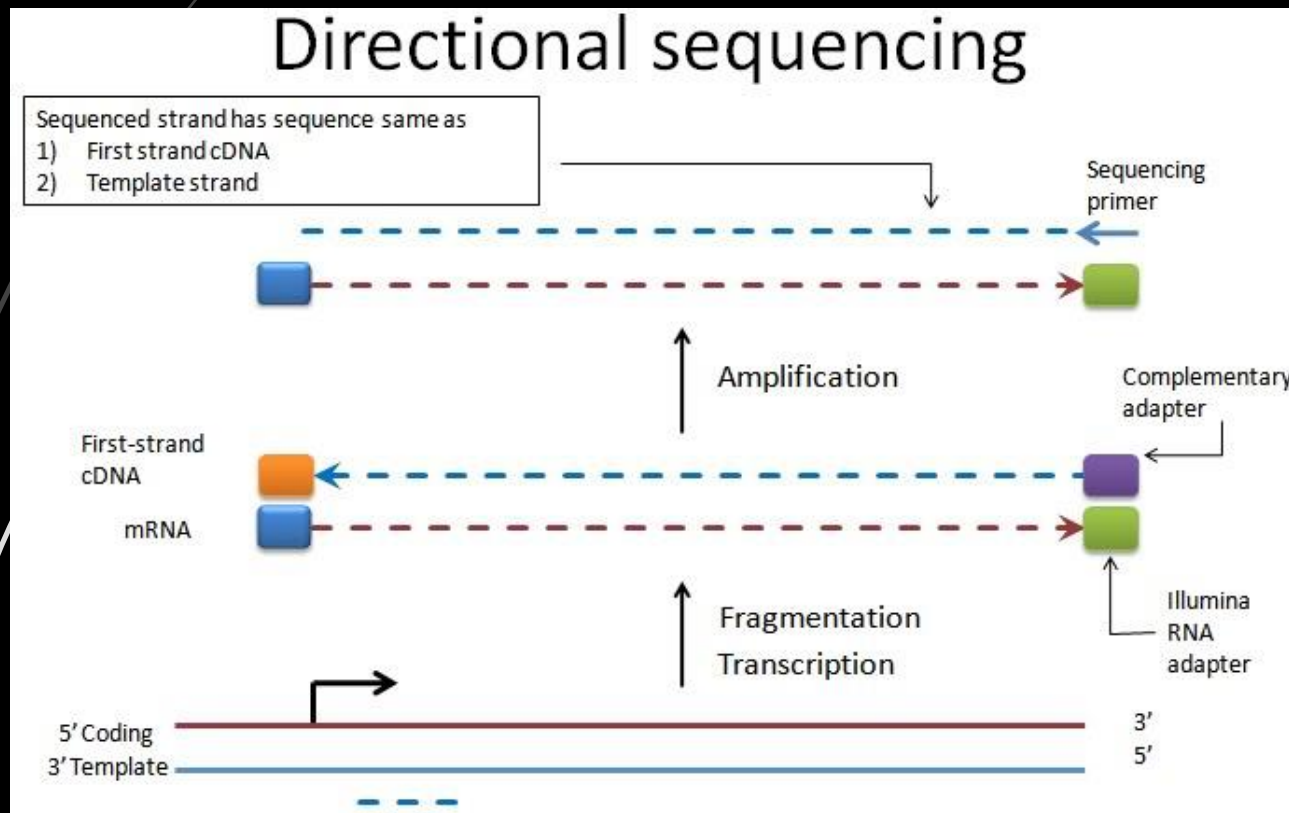 Directional sequencing
Sequenced strand has sequence same as
1) First strand cDNA
2) Template strand
Sequencing
primer
Amplification
Complementary
adapter
First-strand
cDNA
mRNA
Fragmentation
Transcription
Illumina
RNA
adapter
5’ Coding
3’
3’ Template
5’